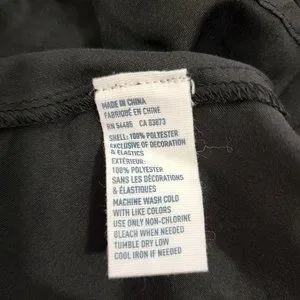 MADE IN CHINA
FABRIQUÉ EN CHINE
RN 54485 CA 03873
SHELL: 100% POLYESTER
EXCLUSIVE OF DECORATION
& ELASTICS
EXTÉRIEUR:
100% POLYESTER
SANS LES DÉCORATIONS
& ÉLASTIQUES
MACHINE WASH COLD
WITH LIKE COLORS
USE ONLY NON-CHLORINE
BLEACH WHEN NEEDED
TUMBLE DRY LOW
COOL IRON IF NEEDED